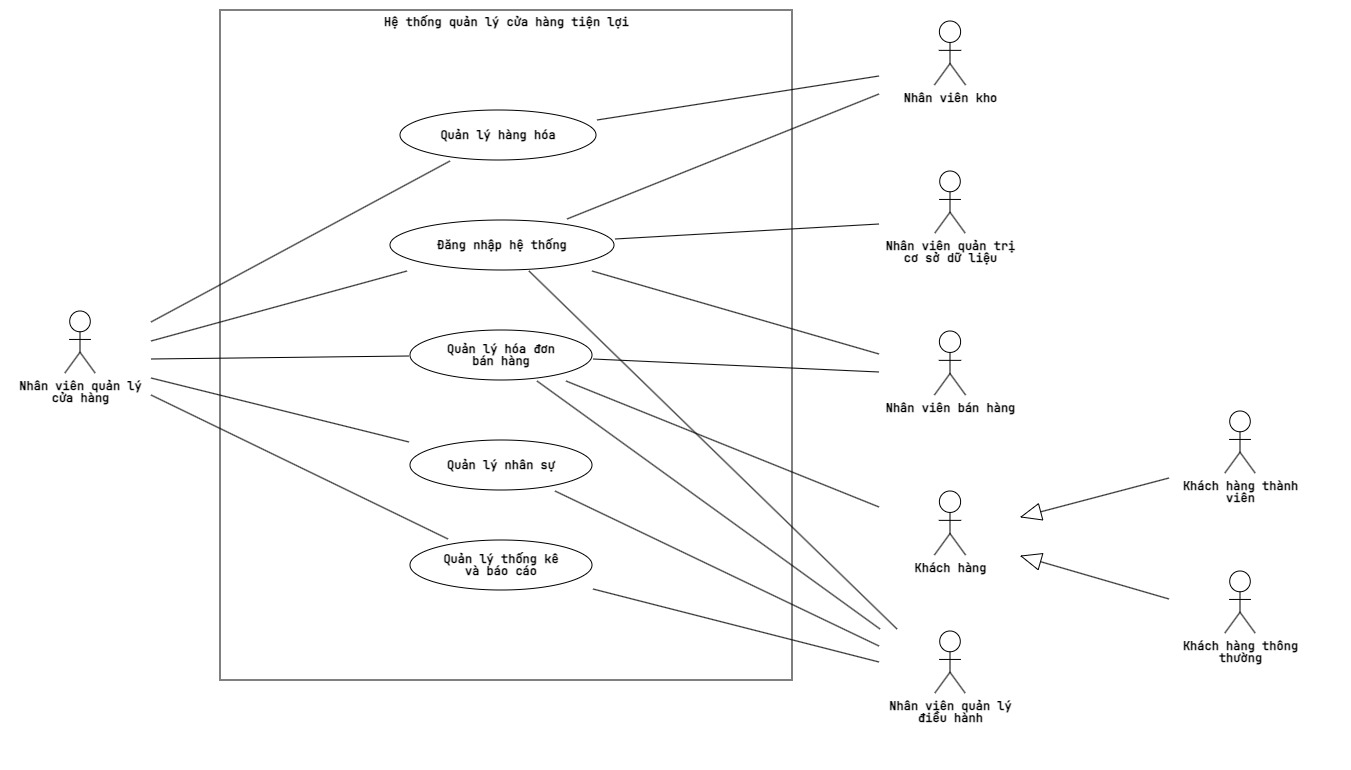 Hệ thống quản lý cửa hàng tiện lợi
Nhân viên kho
Quản lý hàng hóa
Đăng nhập hệ thống
Nhân viên quản trị
cơ sở dữ liệu
Quản lý hóa đơn
bán hàng
Nhân viên quản lý
cửa hàng
Nhân viên bán hàng
Quản lý nhân sự
Khách hàng thành
viên
Quản lý thống kê
và báo cáo
Khách hàng
Khách hàng thông
thường
Nhân viên quản lý
điều hành